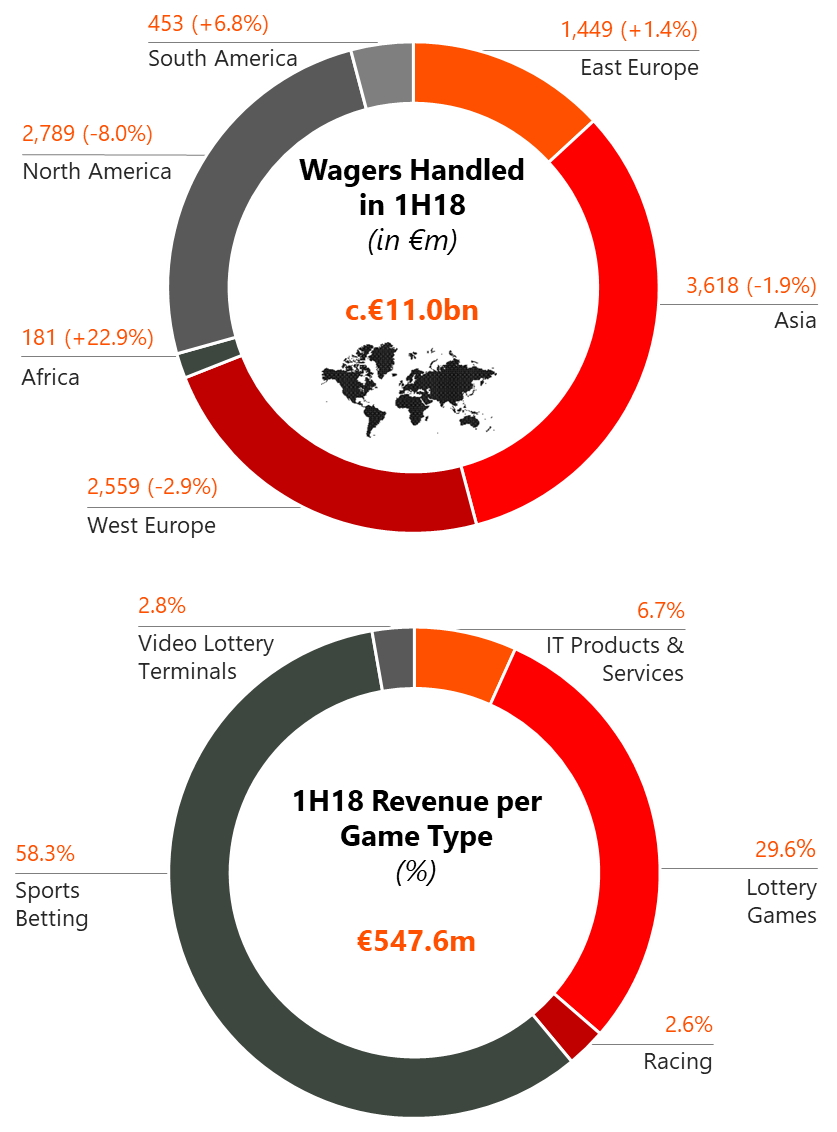 453 (+6.8%)
South America
1,449 (+1.4%)
East Europe
2,789 (-8.0%)
North America
Wagers Handled
in 1H18
(in €m)
c.€11.0bn
3,618 (-1.9%)
Asia
181 (+22.9%)
Africa
2,559 (-2.9%)
West Europe
2.8%
Video Lottery
Terminals
6.7%
IT Products &
Services
1H18 Revenue per
Game Type
(%)
€547.6m
58.3%
Sports
Betting
29.6%
Lottery
Games
2.6%
Racing